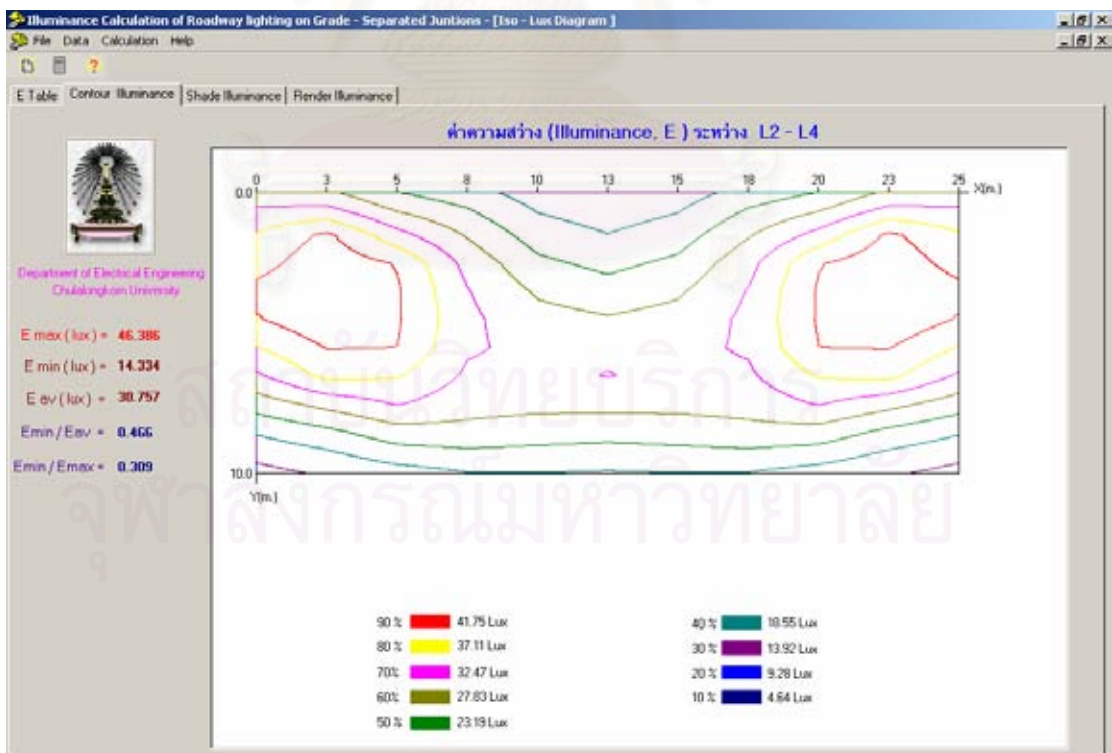 Illuminance Calculation of Roadway lighting on Grade - Separated Juntions - [Iso - Lux Diagram ]
File Data Calculation Help
E Table Contour Illuminance Shade Illuminance Render Illuminance
ค่าความสว่าง (Illuminance, E ) ระหว่าง L2 - L4
0 3 5 8 10 13 15 18 20 23 25 X(m.)
0.0
10.0
Y(m.)
Department of Electrical Engineering
Chulalongkorn University
E max ( lux ) = 46.386
E min ( lux ) = 14.334
E av ( lux ) = 30.757
Emin / Eav = 0.466
Emin / Emax = 0.309
สถาบันวิทยบริการ
จุฬาลงกรณ์มหาวิทยาลัย
90 % 41.75 Lux
80 % 37.11 Lux
70% 32.47 Lux
60% 27.83 Lux
50 % 23.19 Lux
40 % 18.55 Lux
30 % 13.92 Lux
20 % 9.28 Lux
10 % 4.64 Lux